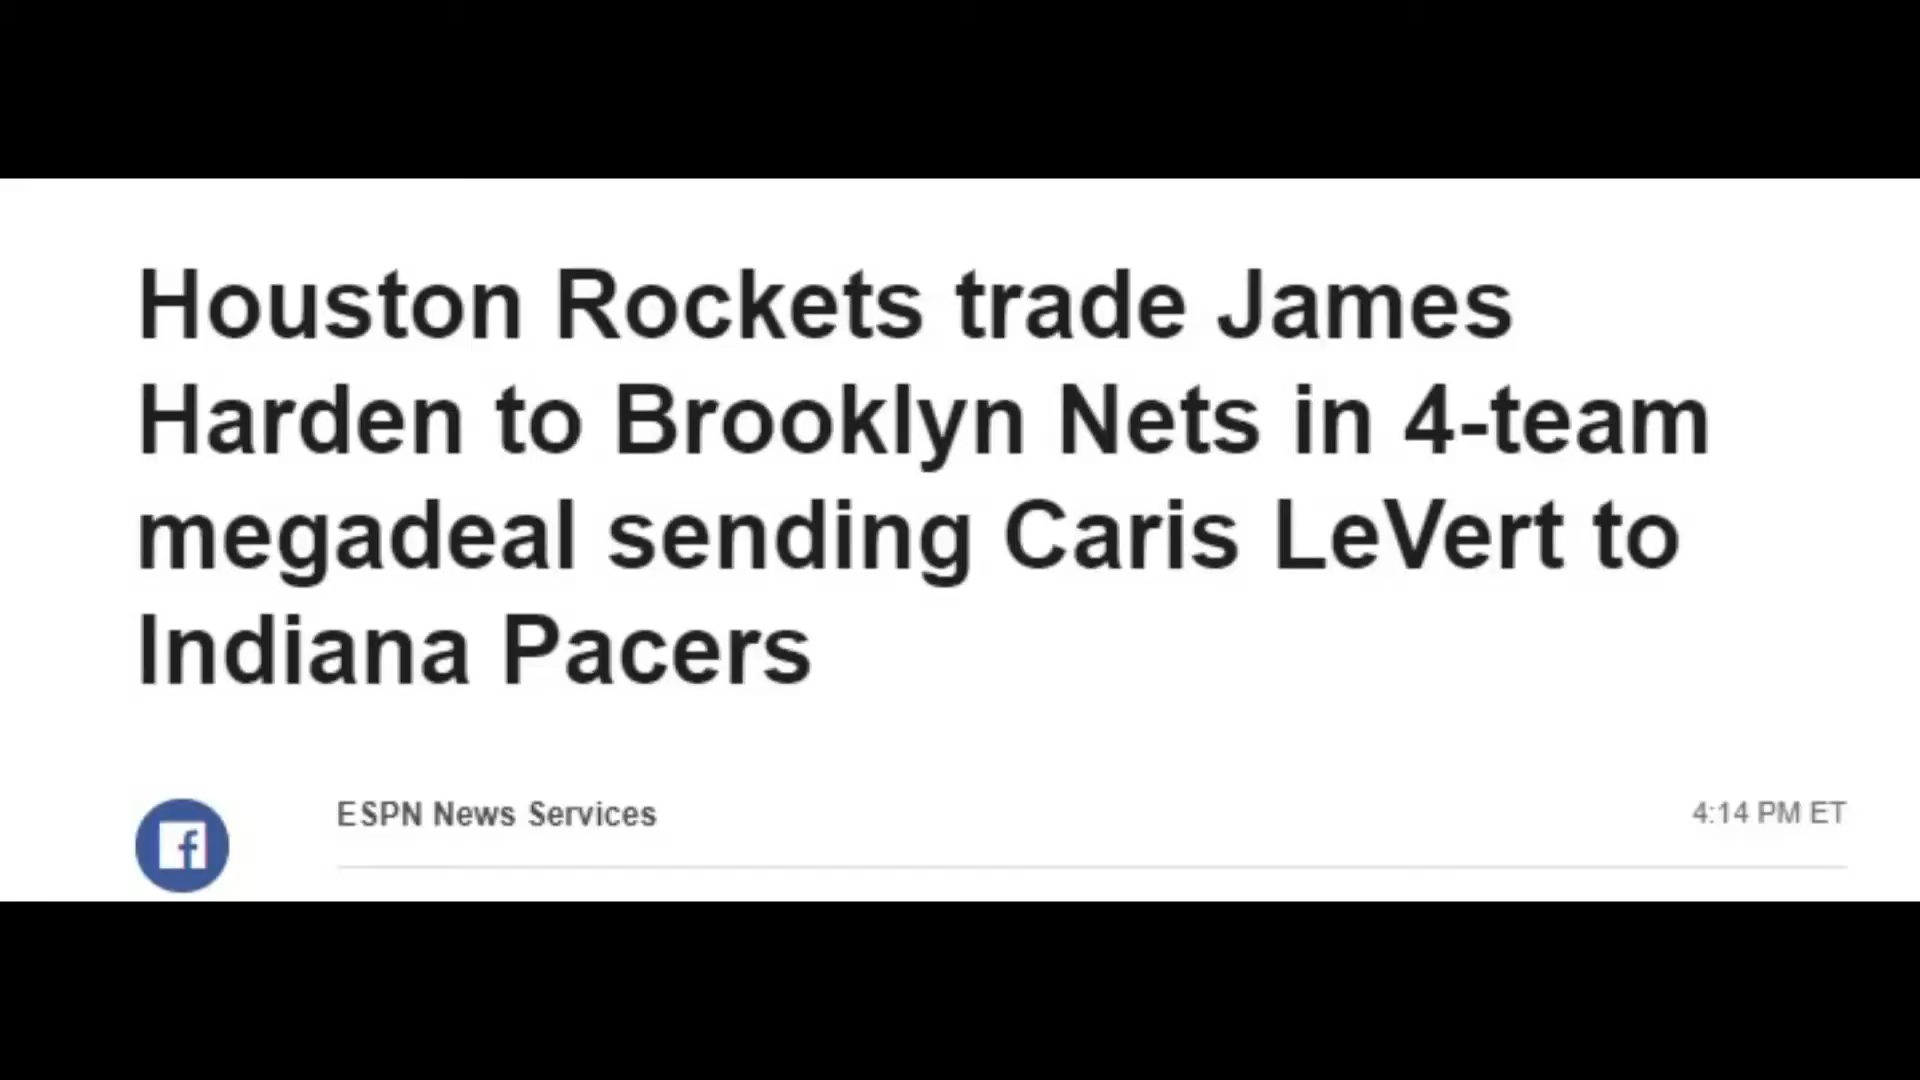 Houston Rockets trade James
Harden to Brooklyn Nets in 4-team
megadeal sending Caris LeVert to
Indiana Pacers
ESPN News Services
4:14 PM ET